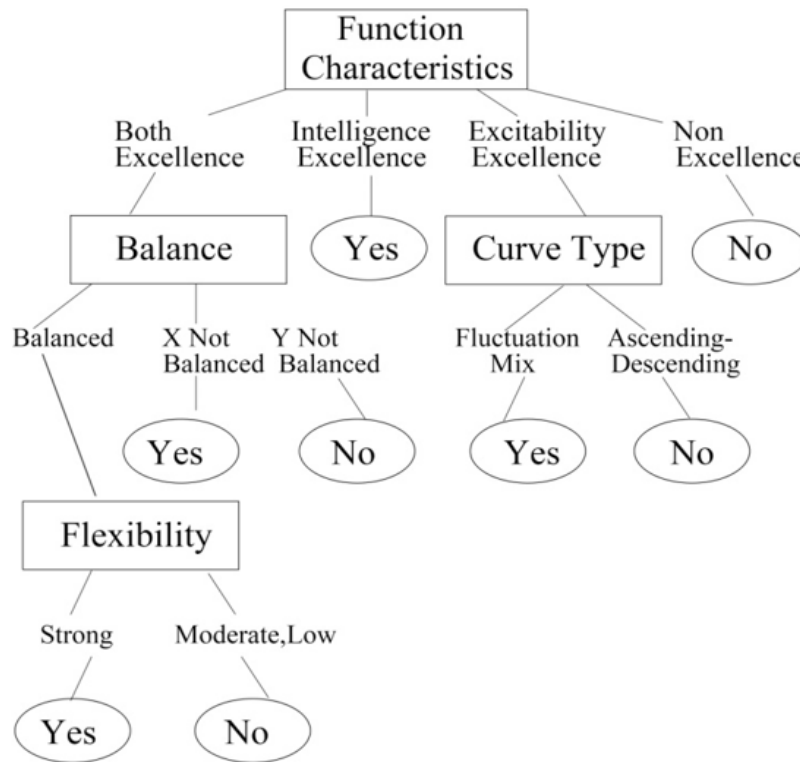 Function
Characteristics
Both
Excellence
Intelligence
Excellence
Excitability
Excellence
Non
Excellence
Balance
Yes
Curve Type
No
Balanced
X Not
Balanced
Y Not
Balanced
Fluctuation
Mix
Ascending-
Descending
Yes
No
Yes
No
Flexibility
Strong
Moderate,Low
Yes
No